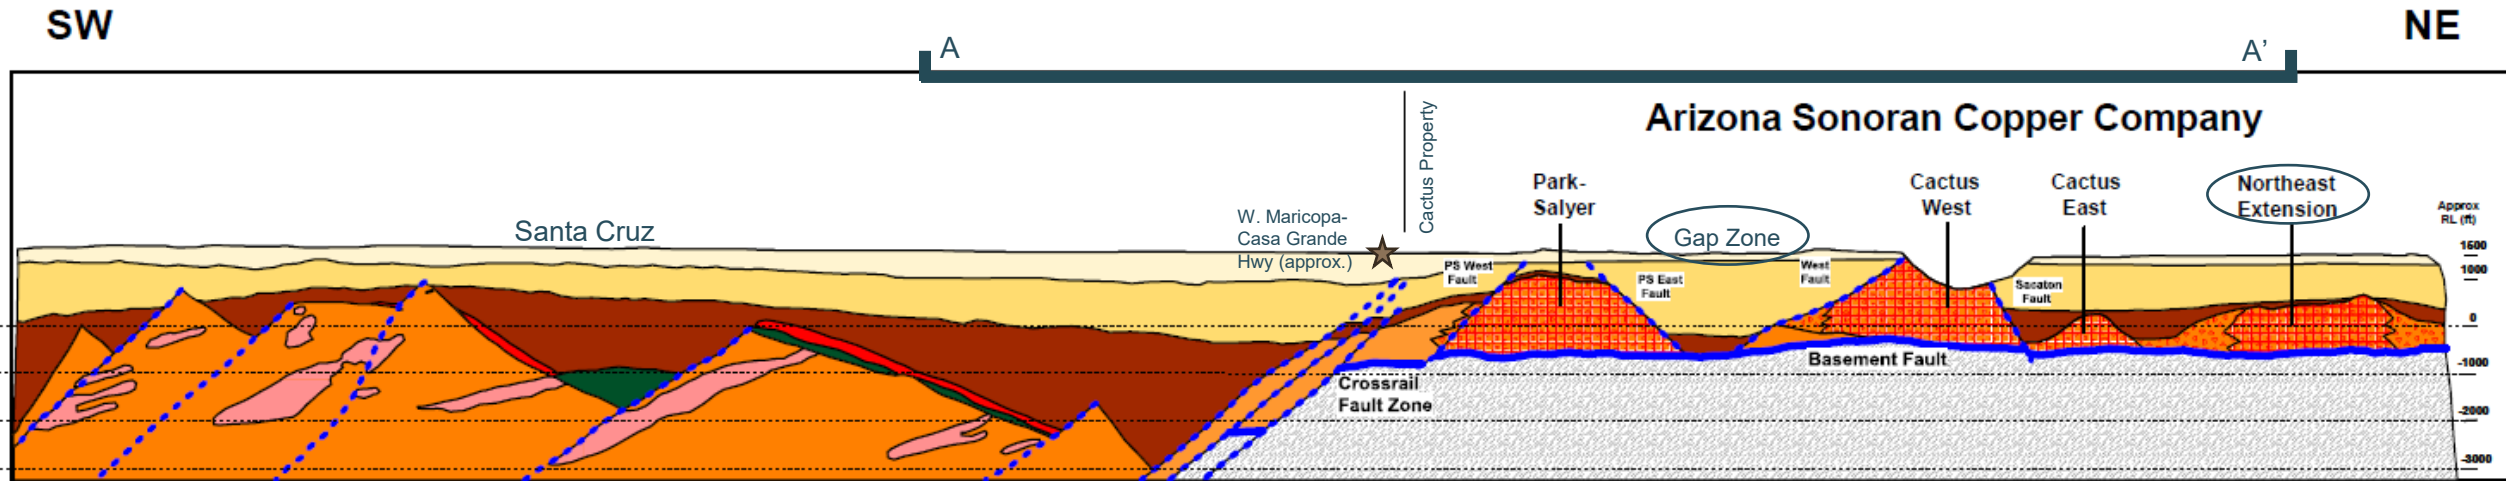 SW
NE
A
A’
Arizona Sonoran Copper Company
Cactus Property
Santa Cruz
W. Maricopa-
Casa Grande
Hwy (approx.)
Park-
Salyer
Gap Zone
Cactus
West
Cactus
East
Northeast
Extension
Approx
RL (ft)
PS West
Fault
PS East
Fault
West
Fault
Sacaton
Fault
1500
1000
0
-1000
-2000
-3000
Basement Fault
Crossrail
Fault Zone